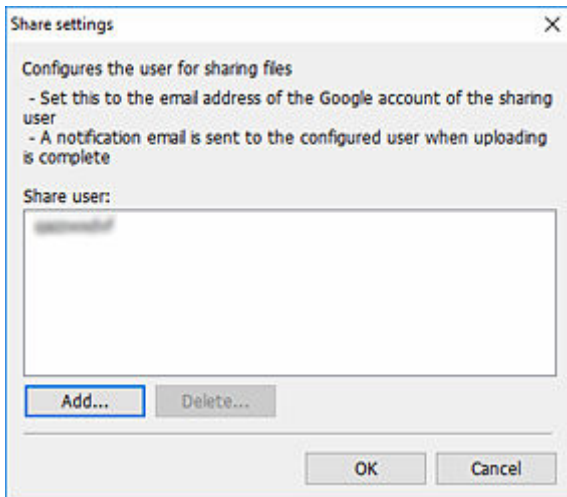 Share settings
Configures the user for sharing files
- Set this to the email address of the Google account of the sharing
user
- A notification email is sent to the configured user when uploading
is complete
Share user:
Add...
Delete...
OK
Cancel